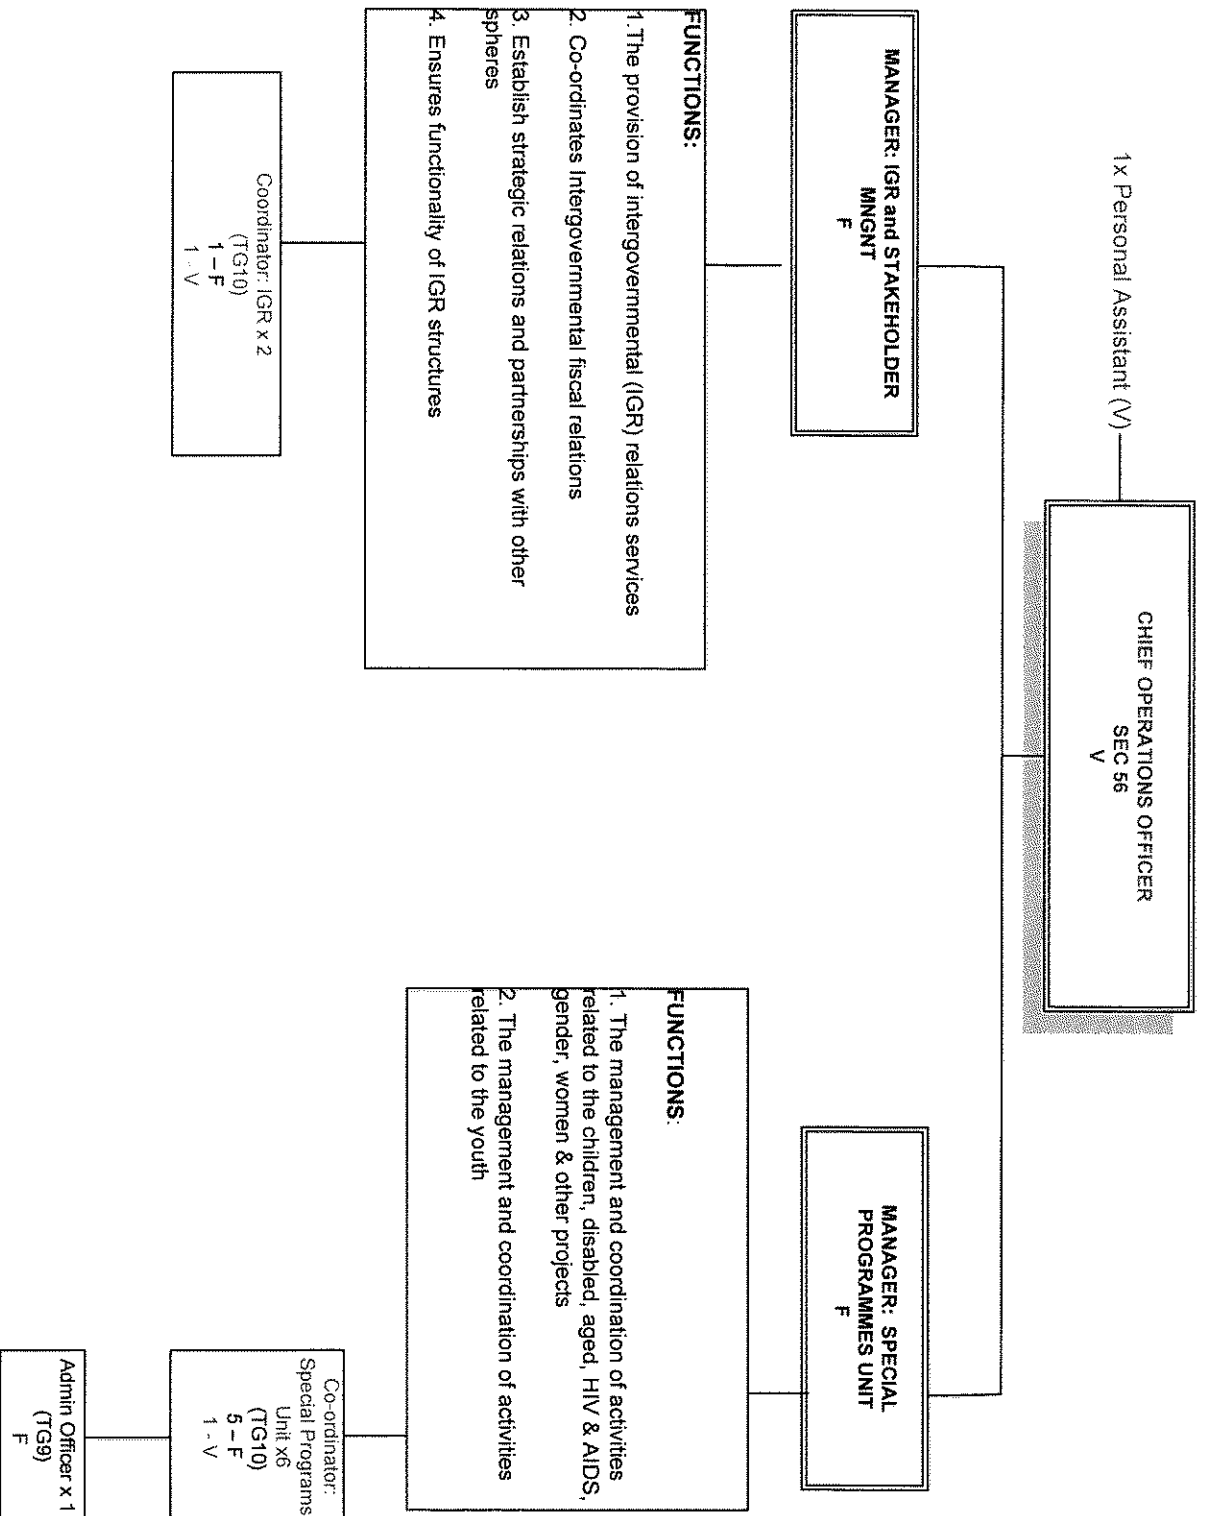 CHIEF OPERATIONS OFFICER
SEC 56
V
1x Personal Assistant (V)
MANAGER: IGR and STAKEHOLDER
MNGNT
F
FUNCTIONS:
1.The provision of intergovernmental (IGR) relations services
2. Co-ordinates Intergovernmental fiscal relations
3. Establish strategic relations and partnerships with other
spheres
4. Ensures functionality of IGR structures
Coordinator: IGR x 2
(TG10)
1 – F
1 - V
MANAGER: SPECIAL
PROGRAMMES UNIT
F
FUNCTIONS:
1. The management and coordination of activities
related to the children, disabled, aged, HIV & AIDS,
gender, women & other projects
2. The management and coordination of activities
related to the youth
Co-ordinator:
Special Programs
Unit x6
(TG10)
5 – F
1 - V
Admin Officer x 1
(TG9)
F